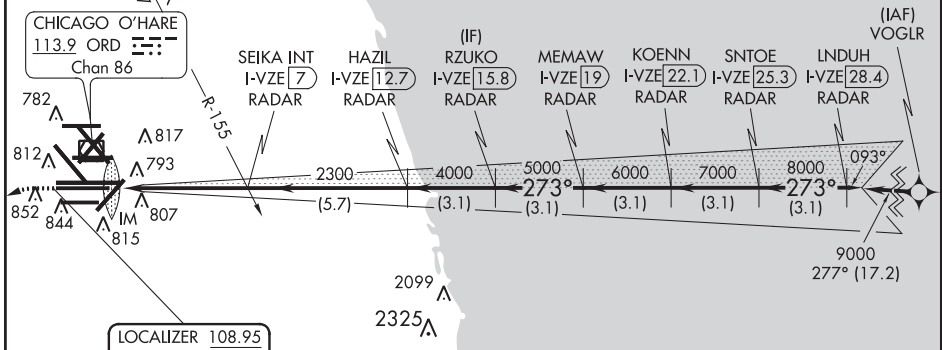 CHICAGO O'HARE
113.9 ORD
Chan 86
R-155
SEIKA INT
I-VZE 7
RADAR
HAZIL
I-VZE 12.7
RADAR
(IF)
RZUKO
I-VZE 15.8
RADAR
MEMAW
I-VZE 19
RADAR
KOENN
I-VZE 22.1
RADAR
SNTOE
I-VZE 25.3
RADAR
LNDUH
I-VZE 28.4
RADAR
(IAF)
VOGLR
782
817
812
793
852
844
815
IM
807
2300
4000
5000
6000
7000
8000
093°
273°
273°
(5.7)
(3.1)
(3.1)
(3.1)
(3.1)
(3.1)
9000
277° (17.2)
2099
2325
LOCALIZER 108.95